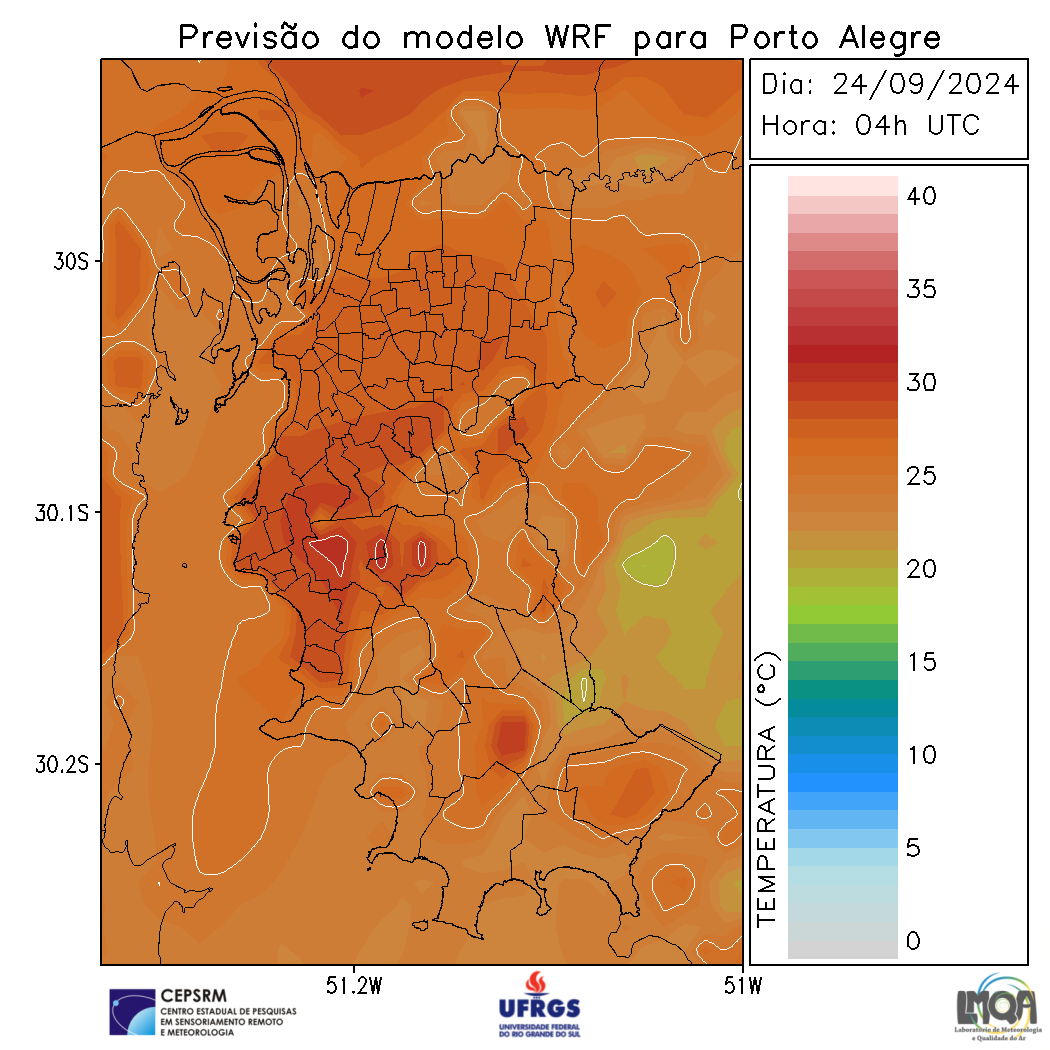 Previsão do modelo WRF para Porto Alegre
Dia: 24/09/2024
Hora: 04h UTC
30S
30.1S
30.2S
51.2W
51W
40
35
30
25
20
15
10
5
0
TEMPERATURA (°C)
CEPSRM
CENTRO ESTADUAL DE PESQUISAS
EM SENSORIAMENTO REMOTO
E METEOROLOGIA
UFRGS
UNIVERSIDADE FEDERAL
DO RIO GRANDE DO SUL
LMQA
Laboratório de Meteorologia
e Qualidade do Ar